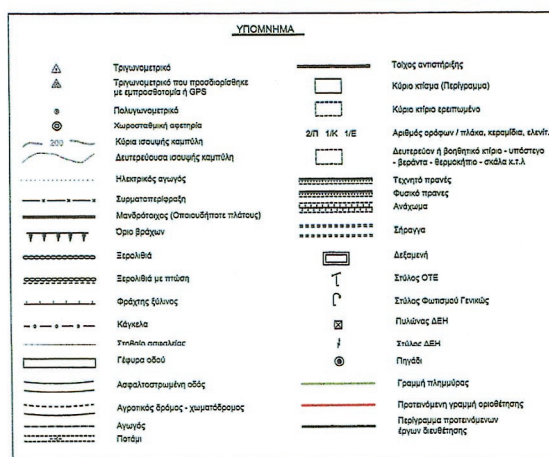 ΥΠΟΜΝΗΜΑ
Τριγωνομετρικό
Τριγωνομετρικό που προσδιορίσθηκε
με εμπροσθοτομία ή GPS
Πολυγωνομετρικό
Χωροσταθμική αφετηρία
200
Κύρια ισοϋψής καμπύλη
Δευτερεύουσα ισοϋψής καμπύλη
Ηλεκτρικός αγωγός
Συρματοπερίφραξη
Μανδρότοιχος (Οποιουδήποτε πλάτους)
Όριο βράχων
Ξερολιθιά
Ξερολιθιά με πτώση
Φράχτης ξύλινος
Κάγκελα
Στηθαίο ασφαλείας
Γέφυρα οδού
Ασφαλτοστρωμένη οδός
Αγροτικός δρόμος - χωματόδρομος
Αγωγός
Ποτάμι
Τοίχος αντιστήριξης
Κύριο κτίσμα (Περίγραμμα)
Κύριο κτίριο ερειπωμένο
2/Π 1/Κ 1/Ε
Αριθμός ορόφων / πλάκα, κεραμίδια, ελενίτ.
Δευτερεύον ή βοηθητικό κτίριο - υπόστεγο
- βεράντα - θερμοκήπιο - σκάλα κ.τ.λ
Τεχνητό πρανές
Φυσικό πρανες
Ανάχωμα
Σήραγγα
Δεξαμενή
Στύλος ΟΤΕ
Στύλος Φωτισμού Γενικώς
Πυλώνας ΔΕΗ
Στύλος ΔΕΗ
Πηγάδι
Γραμμή πλημμύρας
Προτεινόμενη γραμμή οριοθέτησης
Περίγραμμα προτεινόμενων
έργων διευθέτησης